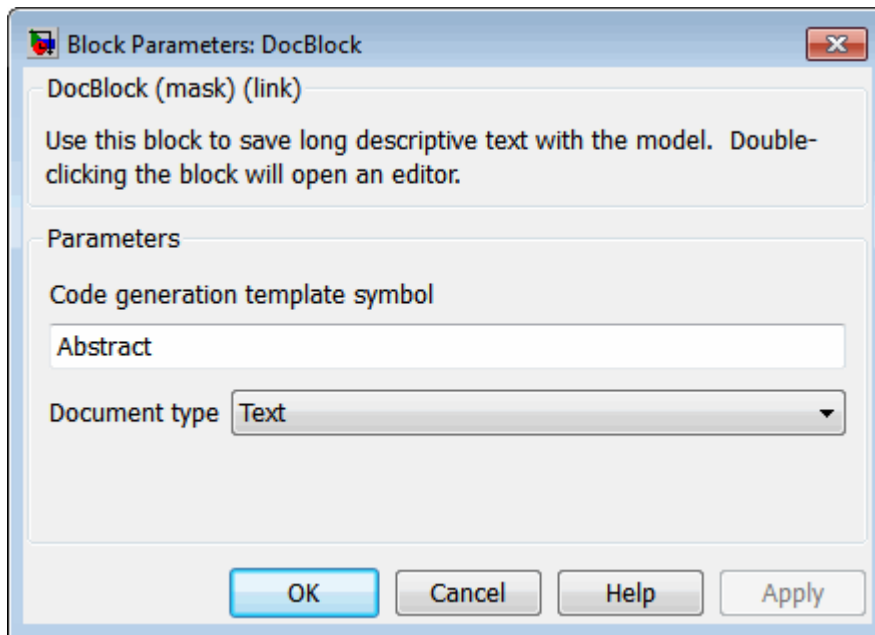 Block Parameters: DocBlock
DocBlock (mask) (link)
Use this block to save long descriptive text with the model.  Double-
clicking the block will open an editor.
Parameters
Code generation template symbol
Abstract
Document type Text
OK Cancel Help Apply